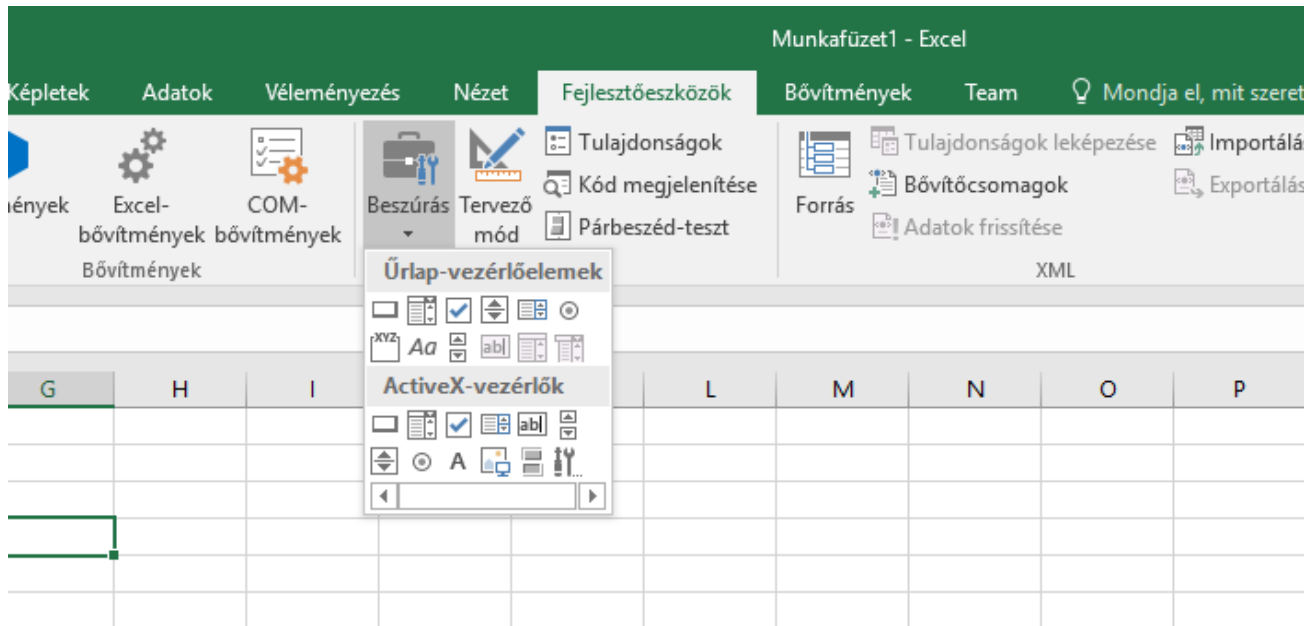 Munkafüzet1 - Excel
Képletek Adatok Véleményezés Nézet Fejlesztőeszközök Bővítmények Team Mondja el, mit szeret
Tulajdonságok Tulajdonságok leképezése Importálás
Kód megjelenítése Bővítőcsomagok Exportálás
ények Excel- COM- Beszúrás Tervező Forrás
bővítmények bővítmények mód Párbeszéd-teszt Adatok frissítése
Bővítmények XML
Űrlap-vezérlőelemek
XYZ Aa ab
ActiveX-vezérlők
ab
A
G H I L M N O P